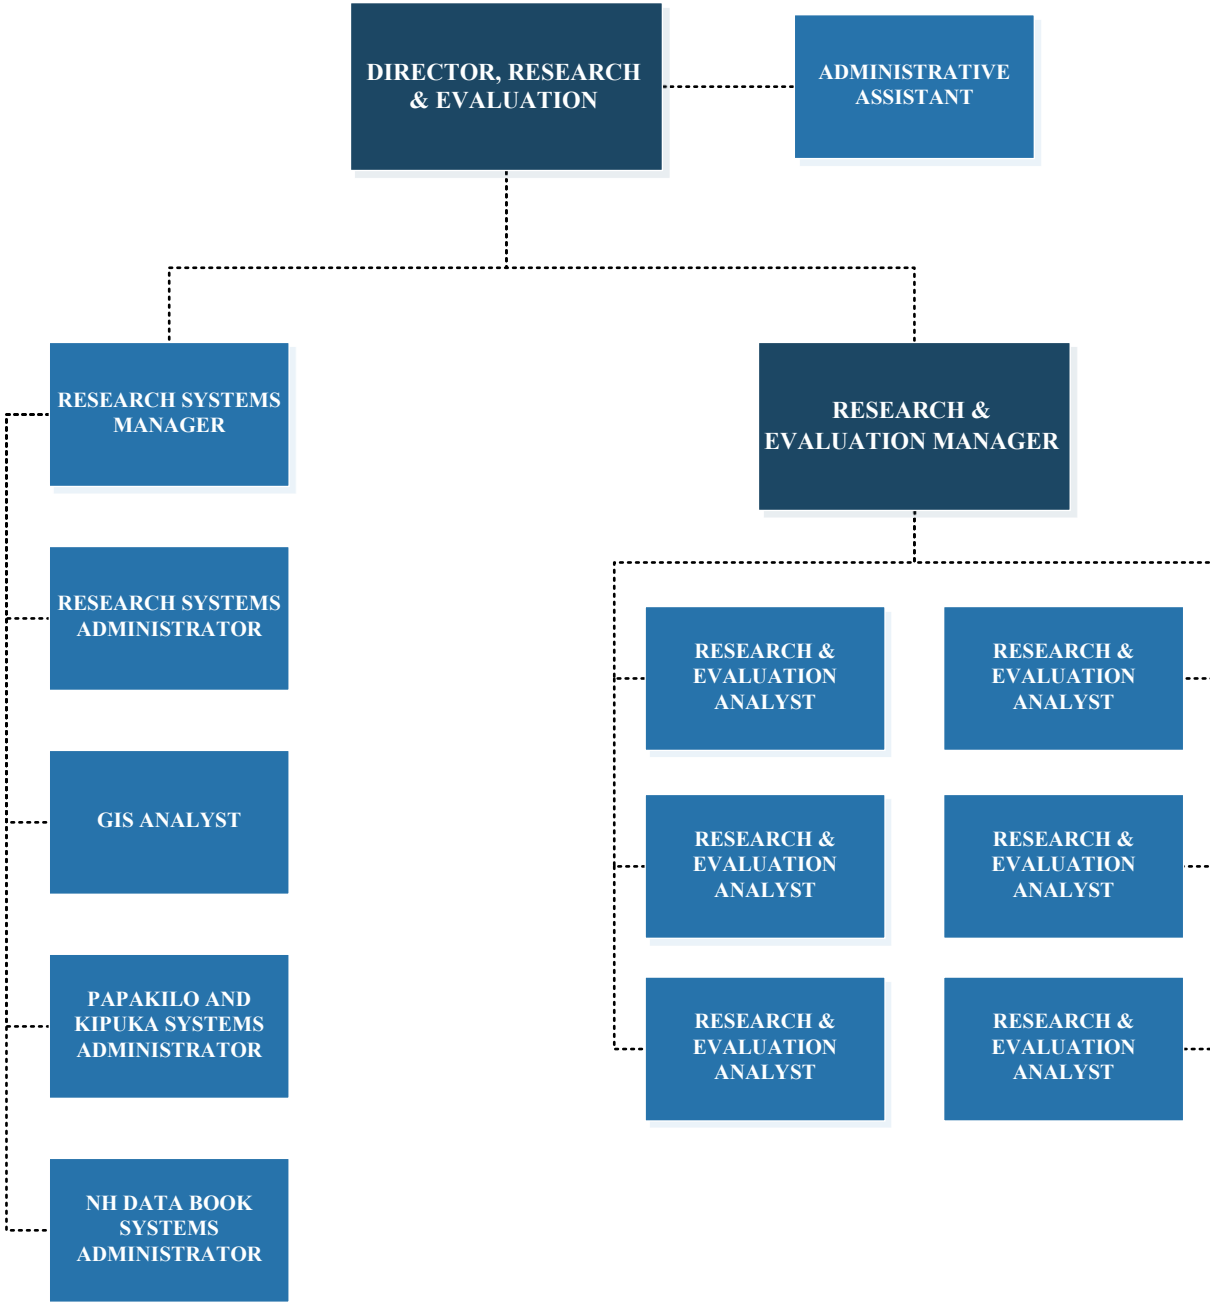 DIRECTOR, RESEARCH
& EVALUATION
ADMINISTRATIVE
ASSISTANT
RESEARCH SYSTEMS
MANAGER
RESEARCH &
EVALUATION MANAGER
RESEARCH SYSTEMS
ADMINISTRATOR
GIS ANALYST
PAPAKILO AND
KIPUKA SYSTEMS
ADMINISTRATOR
NH DATA BOOK
SYSTEMS
ADMINISTRATOR
RESEARCH &
EVALUATION
ANALYST
RESEARCH &
EVALUATION
ANALYST
RESEARCH &
EVALUATION
ANALYST
RESEARCH &
EVALUATION
ANALYST
RESEARCH &
EVALUATION
ANALYST
RESEARCH &
EVALUATION
ANALYST